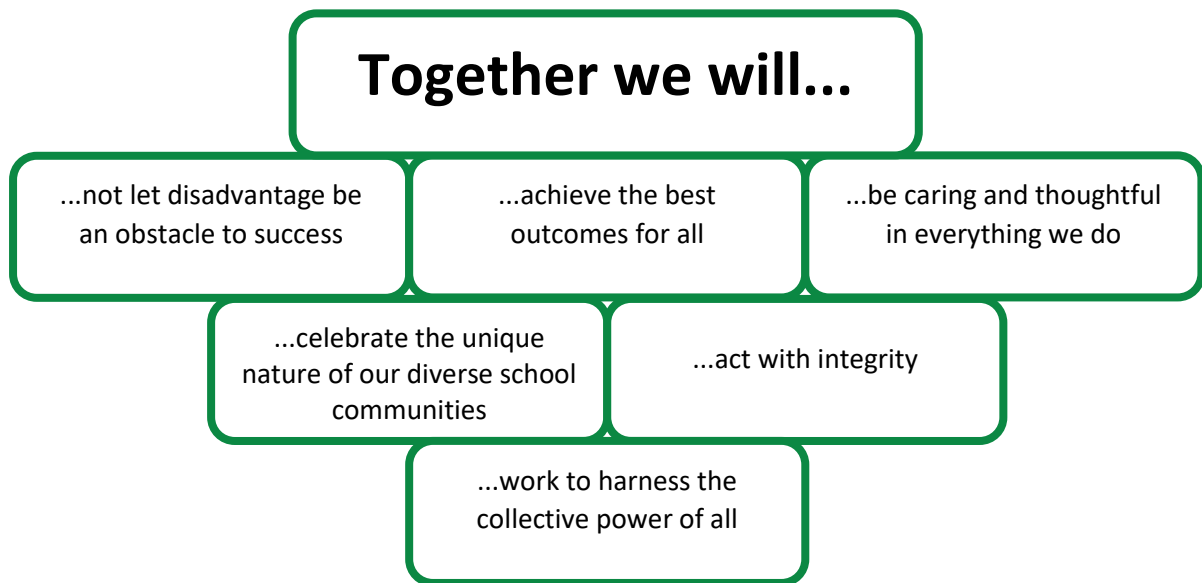 Together we will...
...not let disadvantage be
an obstacle to success
...achieve the best
outcomes for all
...be caring and thoughtful
in everything we do
...celebrate the unique
nature of our diverse school
communities
...act with integrity
...work to harness the
collective power of all